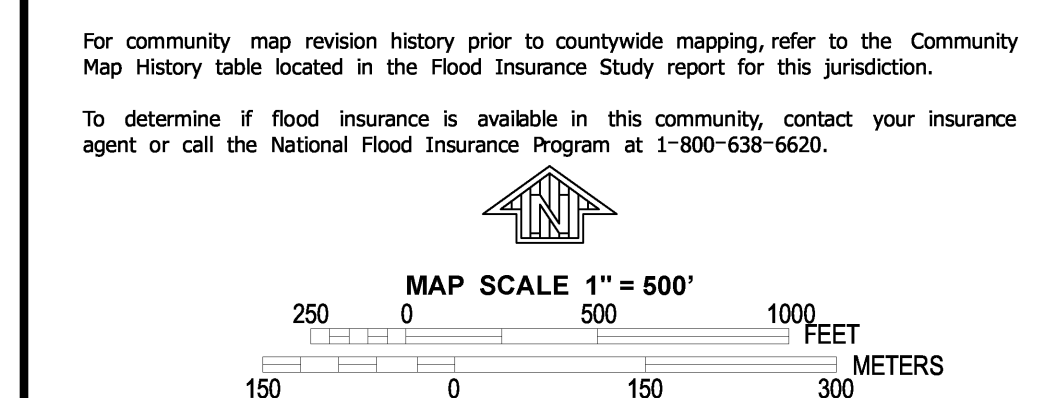 For community map revision history prior to countywide mapping, refer to the Community
Map History table located in the Flood Insurance Study report for this jurisdiction.
To determine if flood insurance is available in this community, contact your insurance
agent or call the National Flood Insurance Program at 1-800-638-6620.
N
MAP SCALE 1" = 500'
250 0 500 1000
FEET
METERS
150 0 150 300